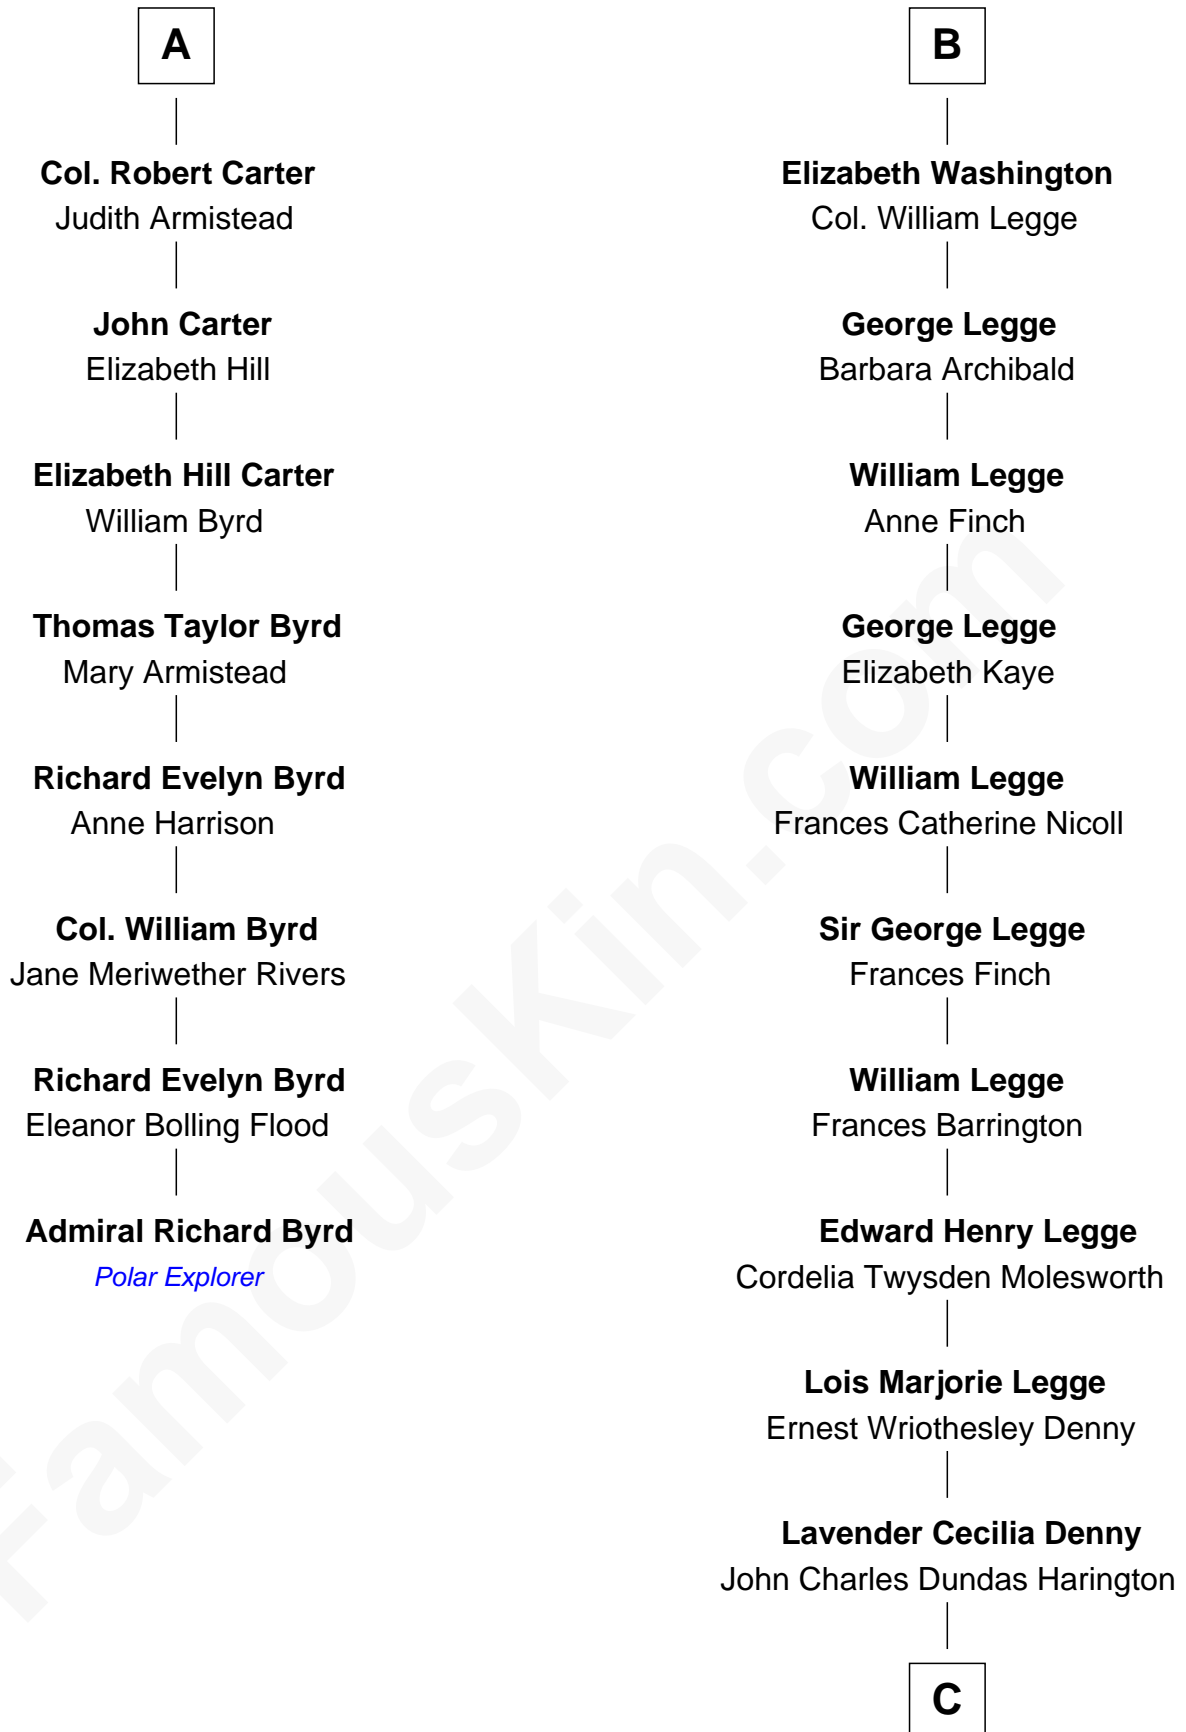 A
Col. Robert Carter
Judith Armistead
John Carter
Elizabeth Hill
Elizabeth Hill Carter
William Byrd
Thomas Taylor Byrd
Mary Armistead
Richard Evelyn Byrd
Anne Harrison
Col. William Byrd
Jane Meriwether Rivers
Richard Evelyn Byrd
Eleanor Bolling Flood
Admiral Richard Byrd
Polar Explorer
B
Elizabeth Washington
Col. William Legge
George Legge
Barbara Archibald
William Legge
Anne Finch
George Legge
Elizabeth Kaye
William Legge
Frances Catherine Nicoll
Sir George Legge
Frances Finch
William Legge
Frances Barrington
Edward Henry Legge
Cordelia Twysden Molesworth
Lois Marjorie Legge
Ernest Wriothesley Denny
Lavender Cecilia Denny
John Charles Dundas Harington
C
FamousKin.com